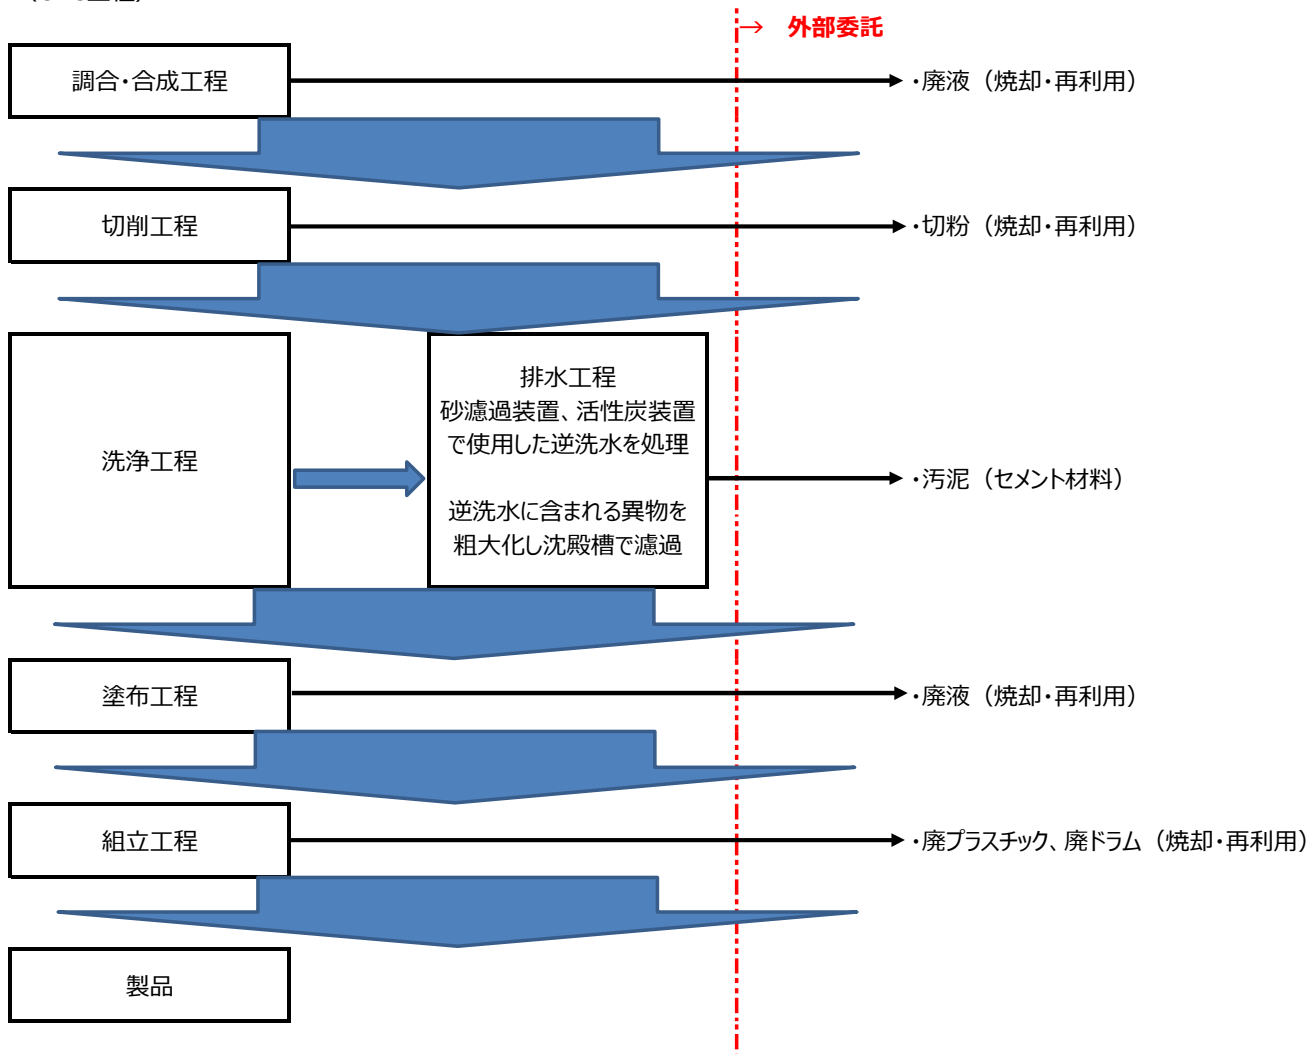 → 外部委託
調合・合成工程
・廃液（焼却・再利用）
切削工程
・切粉（焼却・再利用）
洗浄工程
排水工程
砂濾過装置、活性炭装置
で使用した逆洗水を処理
逆洗水に含まれる異物を
粗大化し沈殿槽で濾過
・汚泥（セメント材料）
塗布工程
・廃液（焼却・再利用）
組立工程
・廃プラスチック、廃ドラム（焼却・再利用）
製品